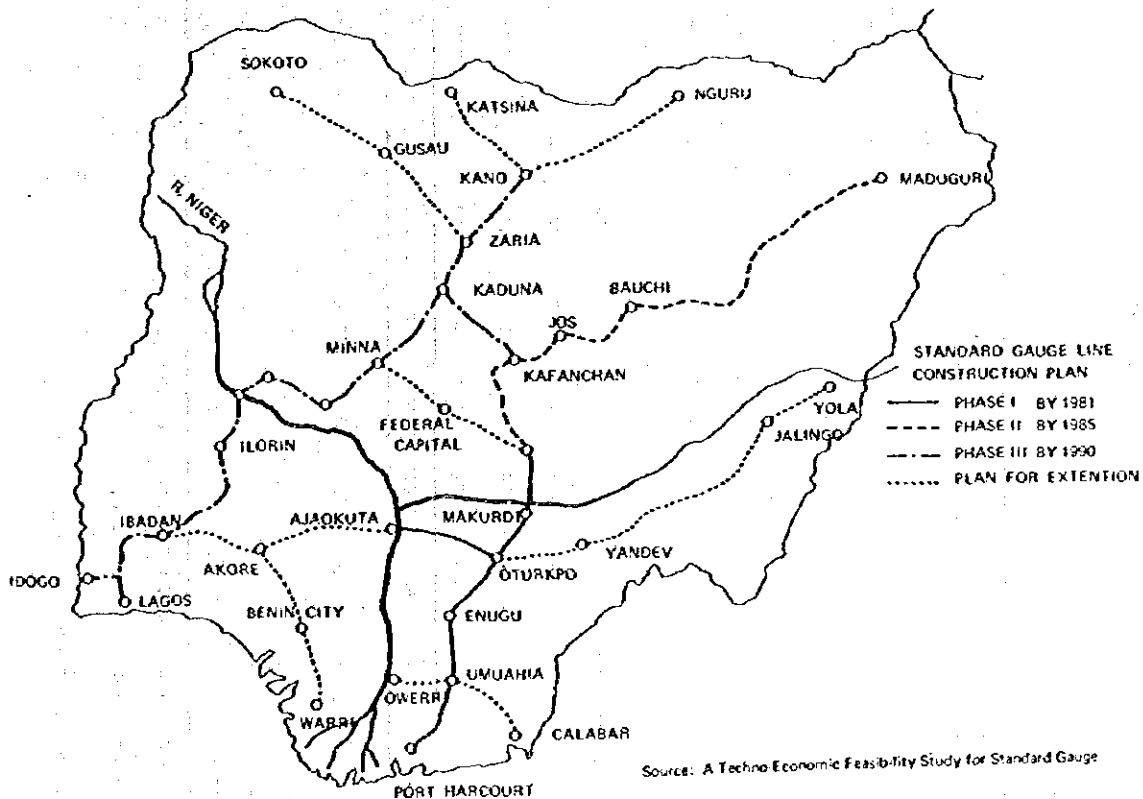 SOKOTO
KATSINA
NGURU
GUSAU
KANO
MADUGURI
R. NIGER
ZARIA
KADUNA
BAUCHI
JOS
MINNA
KAFANCHAN
STANDARD GAUGE LINE
CONSTRUCTION PLAN
PHASE I BY 1981
PHASE II BY 1985
PHASE III BY 1990
PLAN FOR EXTENTION
YOLA
JALINGO
FEDERAL
CAPITAL
ILORIN
IBADAN
AJAOKUTA
MAKURDI
YANDEV
AKORE
OTURKPO
IDOGO
LAGOS
BENIN CITY
ENUGU
UMUAHIA
OWERRI
WARRI
CALABAR
PORT HARCOURT
Source: A Techno-Economic Feasibility Study for Standard Gauge